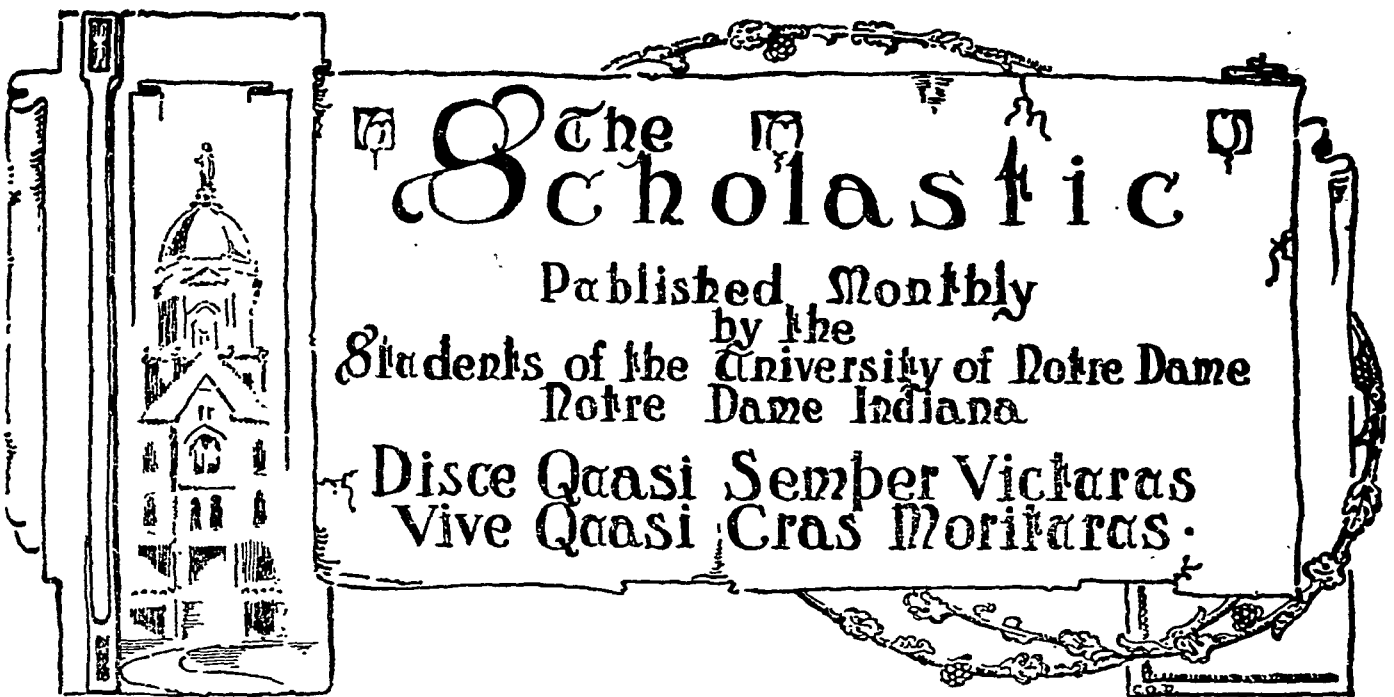 The
Scholastic
Published Monthly
by the
Students of the University of Notre Dame
Notre Dame Indiana
Disce Quasi Semper Victurus
Vive Quasi Cras Moriturus.